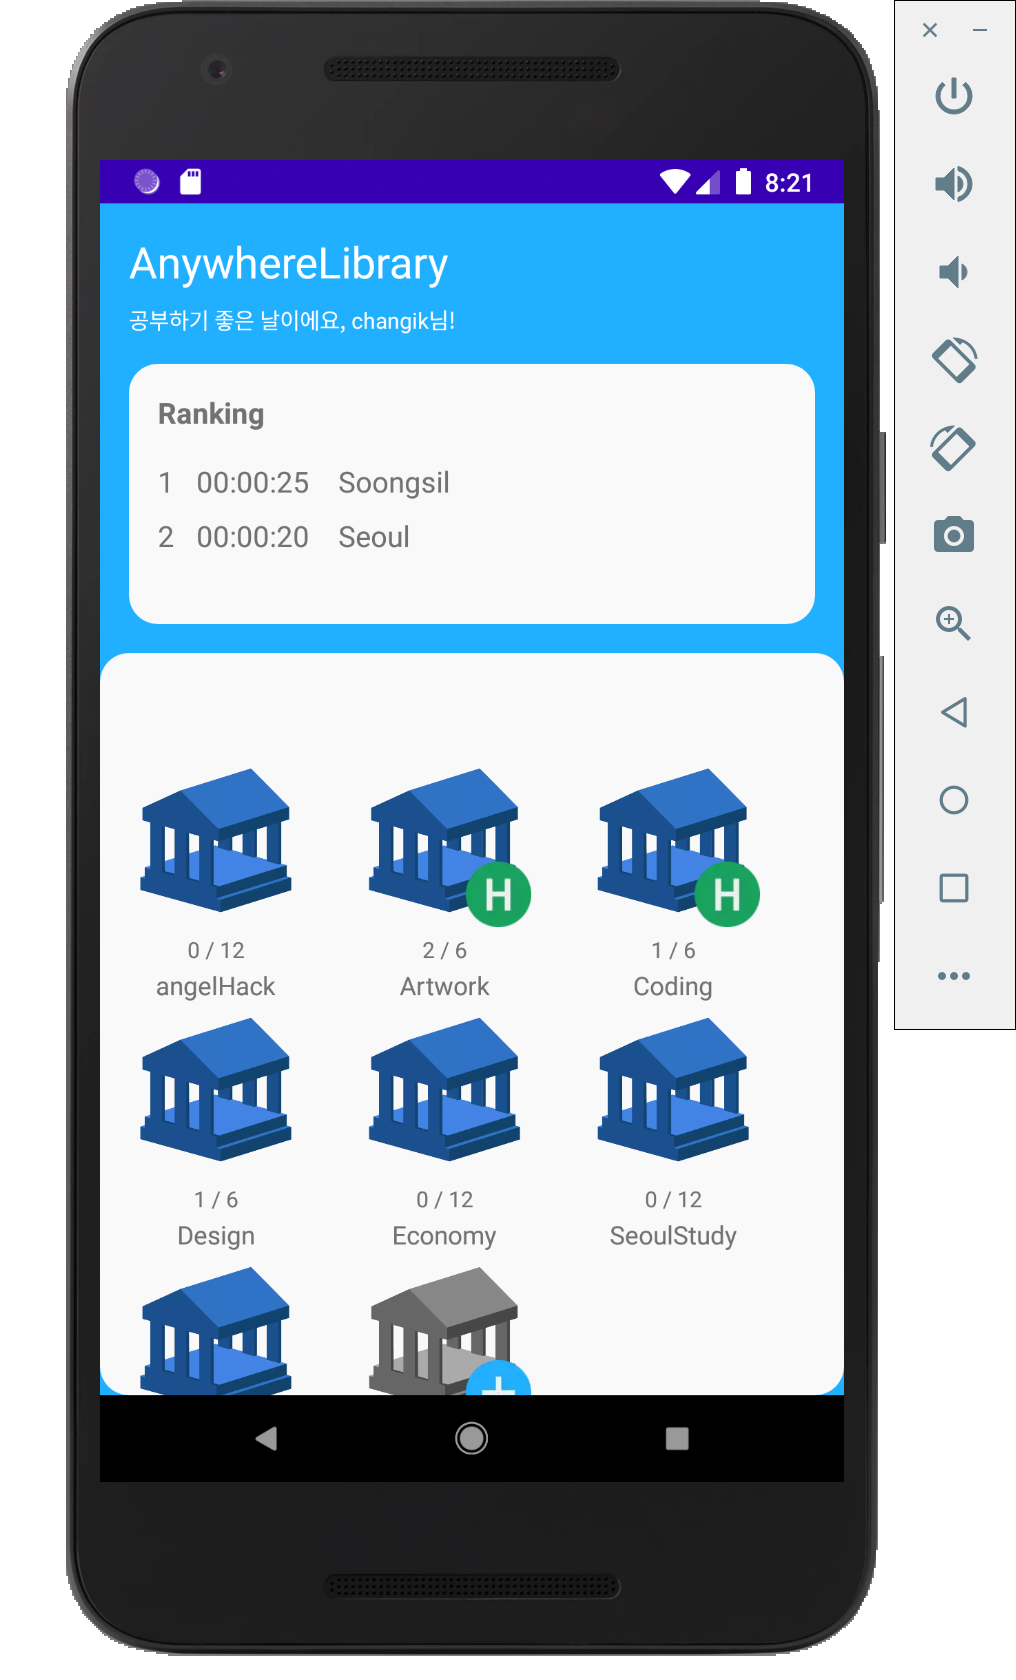 8:21
AnywhereLibrary
공부하기 좋은 날이에요, changik님!
Ranking
1 00:00:25 Soongsil
2 00:00:20 Seoul
H H
0 / 12 2 / 6 1 / 6
angelHack Artwork Coding
1 / 6 0 / 12 0 / 12
Design Economy SeoulStudy